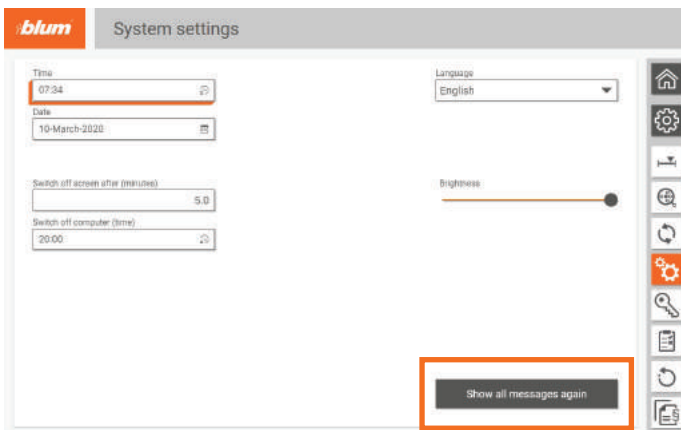 blum
System settings
Time
07:34
Date
10-March-2020
Switch off screen after (minutes)
5.0
Switch off computer (time)
20:00
Language
English
Brightness
Show all messages again
§